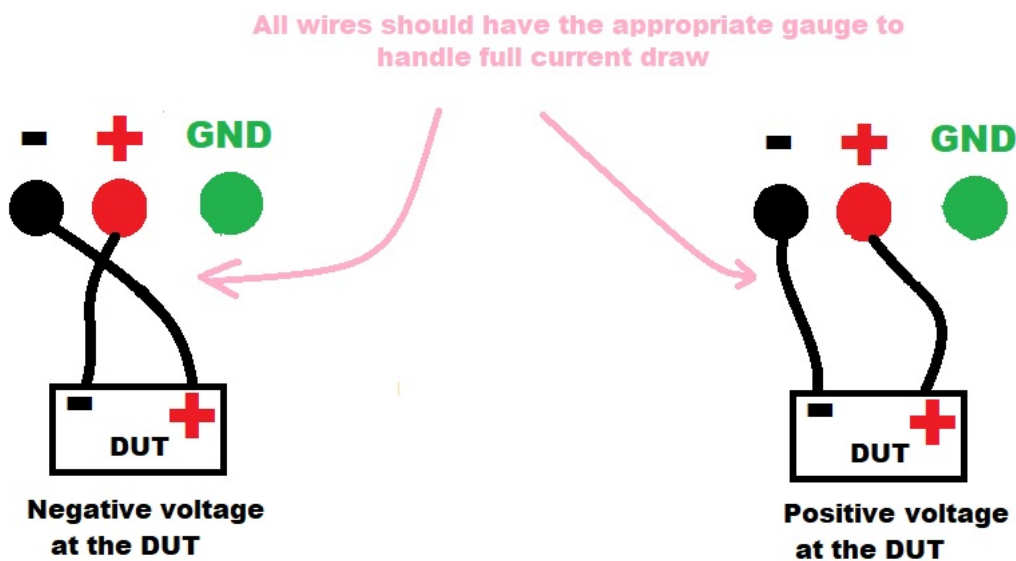 All wires should have the appropriate gauge to
handle full current draw
- + GND
- + GND
- +
DUT
- +
DUT
Negative voltage
at the DUT
Positive voltage
at the DUT